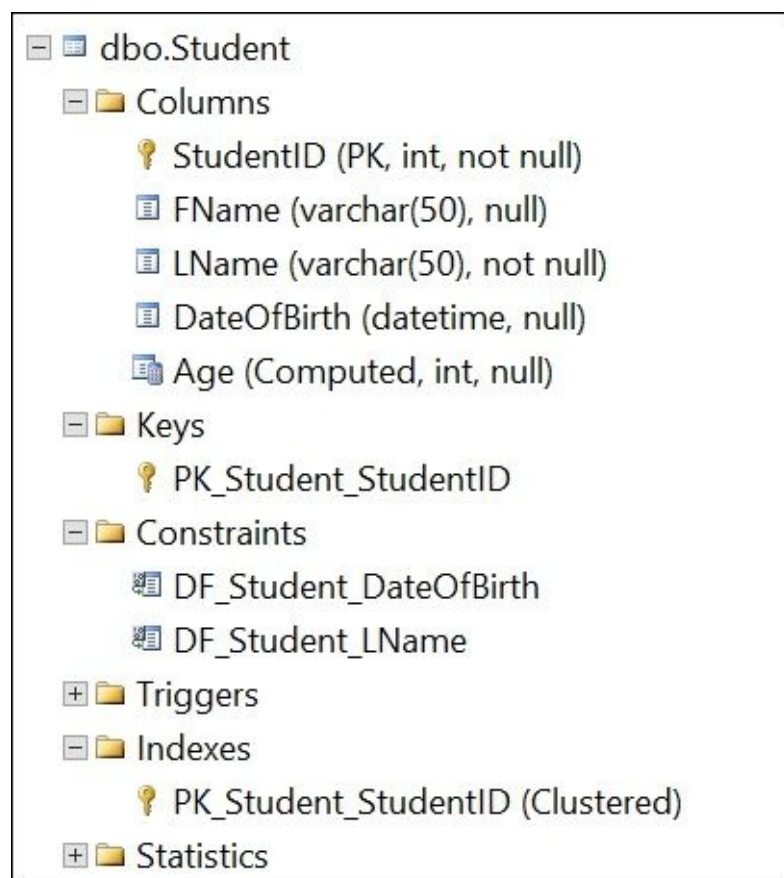 dbo.Student
Columns
StudentID (PK, int, not null)
FName (varchar(50), null)
LName (varchar(50), not null)
DateOfBirth (datetime, null)
Age (Computed, int, null)
Keys
PK_Student_StudentID
Constraints
DF_Student_DateOfBirth
DF_Student_LName
Triggers
Indexes
PK_Student_StudentID (Clustered)
Statistics